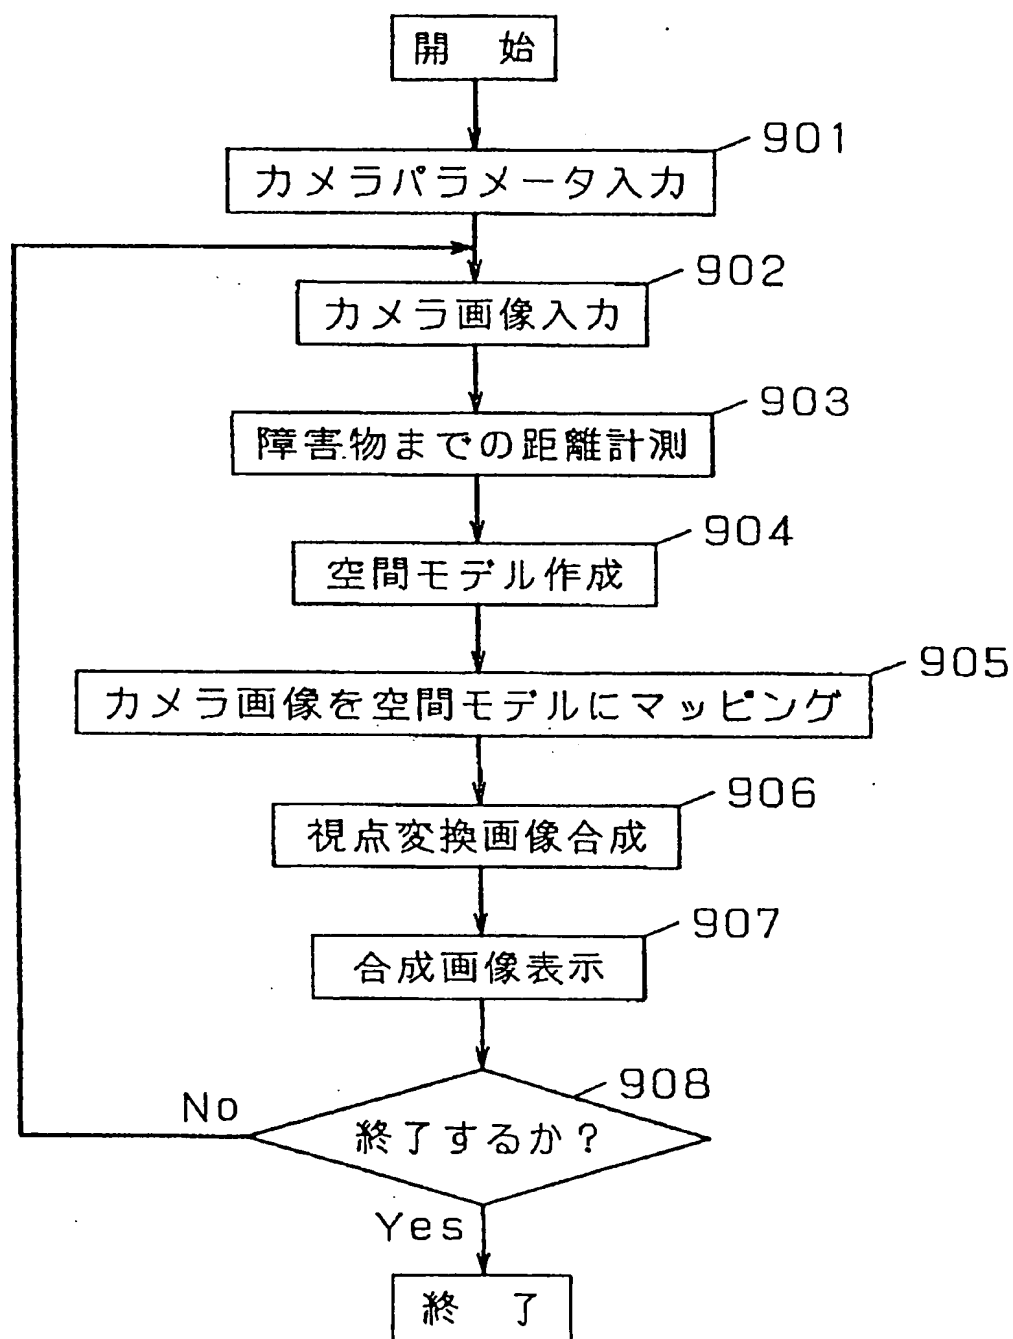 開 始
901
カメラパラメータ入力
902
カメラ画像入力
903
障害物までの距離計測
904
空間モデル作成
905
カメラ画像を空間モデルにマッピング
906
視点変換画像合成
907
合成画像表示
908
No
終了するか?
Yes
終 了